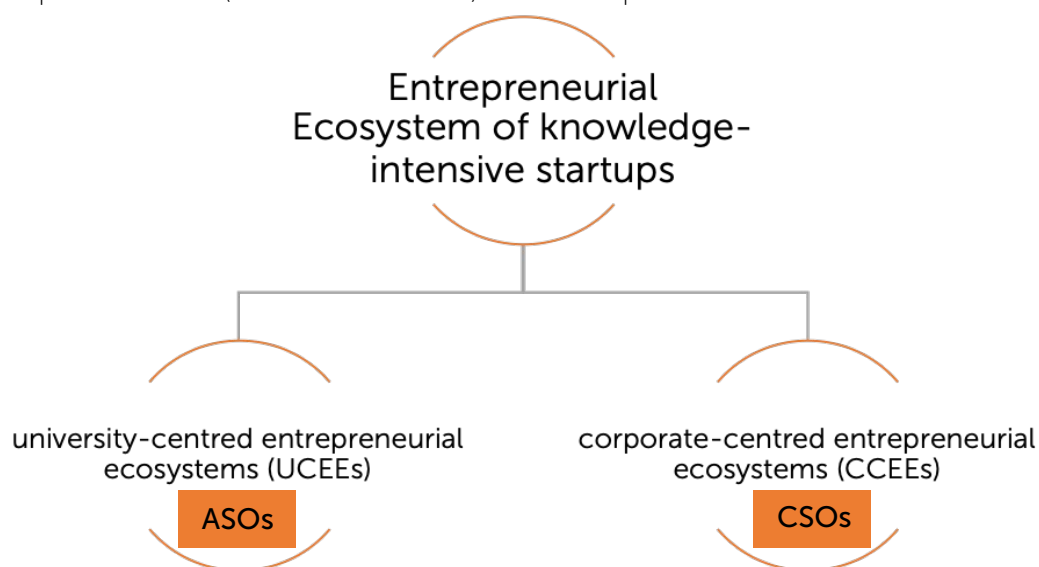 Entrepreneurial
Ecosystem of knowledge-
intensive startups
university-centred entrepreneurial
ecosystems (UCEEs)
ASOs
corporate-centred entrepreneurial
ecosystems (CCEEs)
CSOs